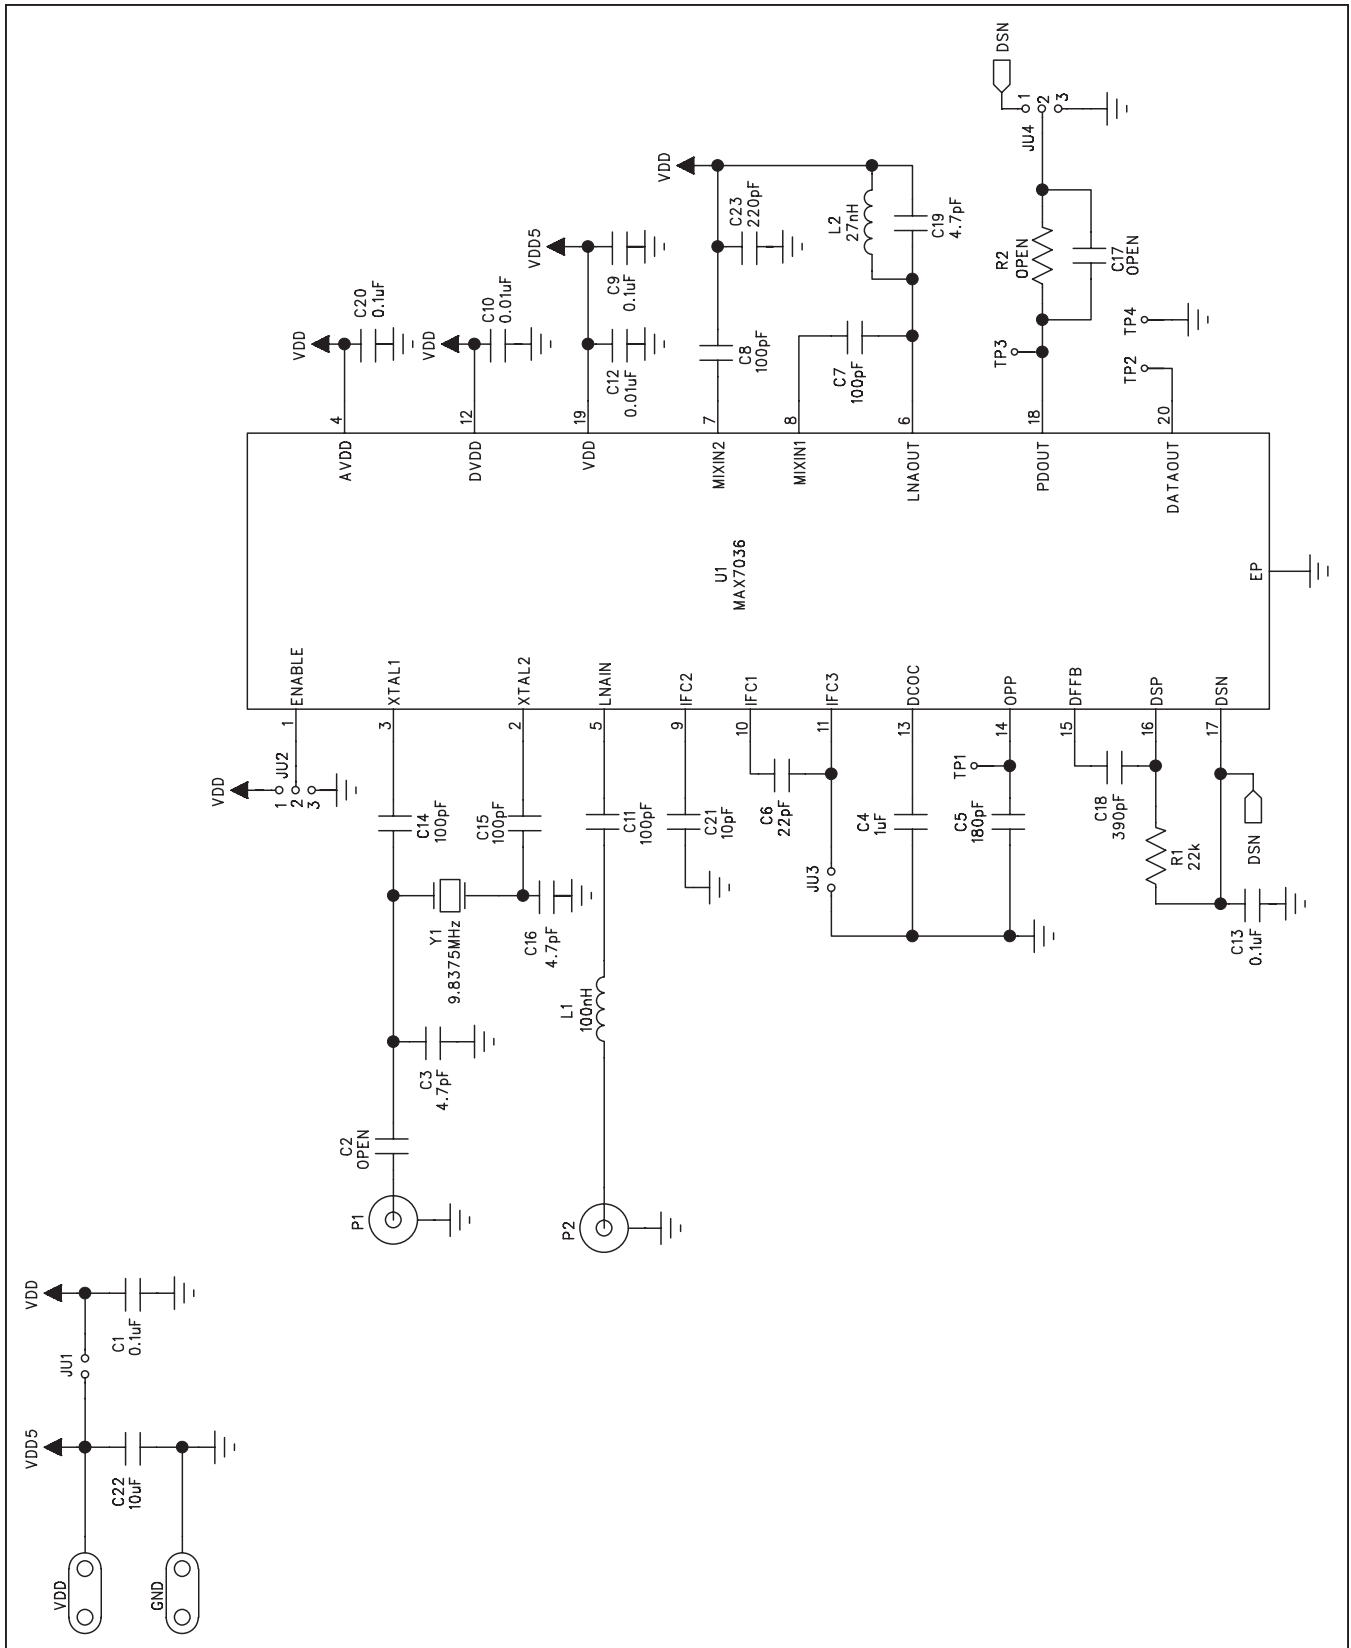 VDD
GND
VDD5
C22
10uF
JU1
VDD
C1
0.1uF
P1
C2
OPEN
C3
4.7pF
Y1
9.8375MHz
C14
100pF
C15
100pF
C16
4.7pF
P2
L1
100nH
C11
100pF
C21
10pF
VDD
JU2
1
2
3
C6
22pF
JU3
C4
1uF
TP1
C5
180pF
C18
390pF
R1
22k
C13
0.1uF
DSN
1
ENABLE
3
XTAL1
2
XTAL2
5
LNAIN
9
IFC2
10
IFC1
11
IFC3
13
DCOC
14
OPP
15
DFFB
16
DSP
17
DSN
U1
MAX7036
EP
AVDD
4
DVDD
12
VDD
19
MIXIN2
7
MIXIN1
8
LNAOUT
6
PDOUT
18
DATAOUT
20
VDD
C20
0.1uF
VDD
C10
0.01uF
VDD5
C12
0.01uF
C9
0.1uF
C8
100pF
VDD
C23
220pF
C7
100pF
L2
27nH
C19
4.7pF
TP3
R2
OPEN
C17
OPEN
JU4
1
2
3
DSN
TP2
TP4